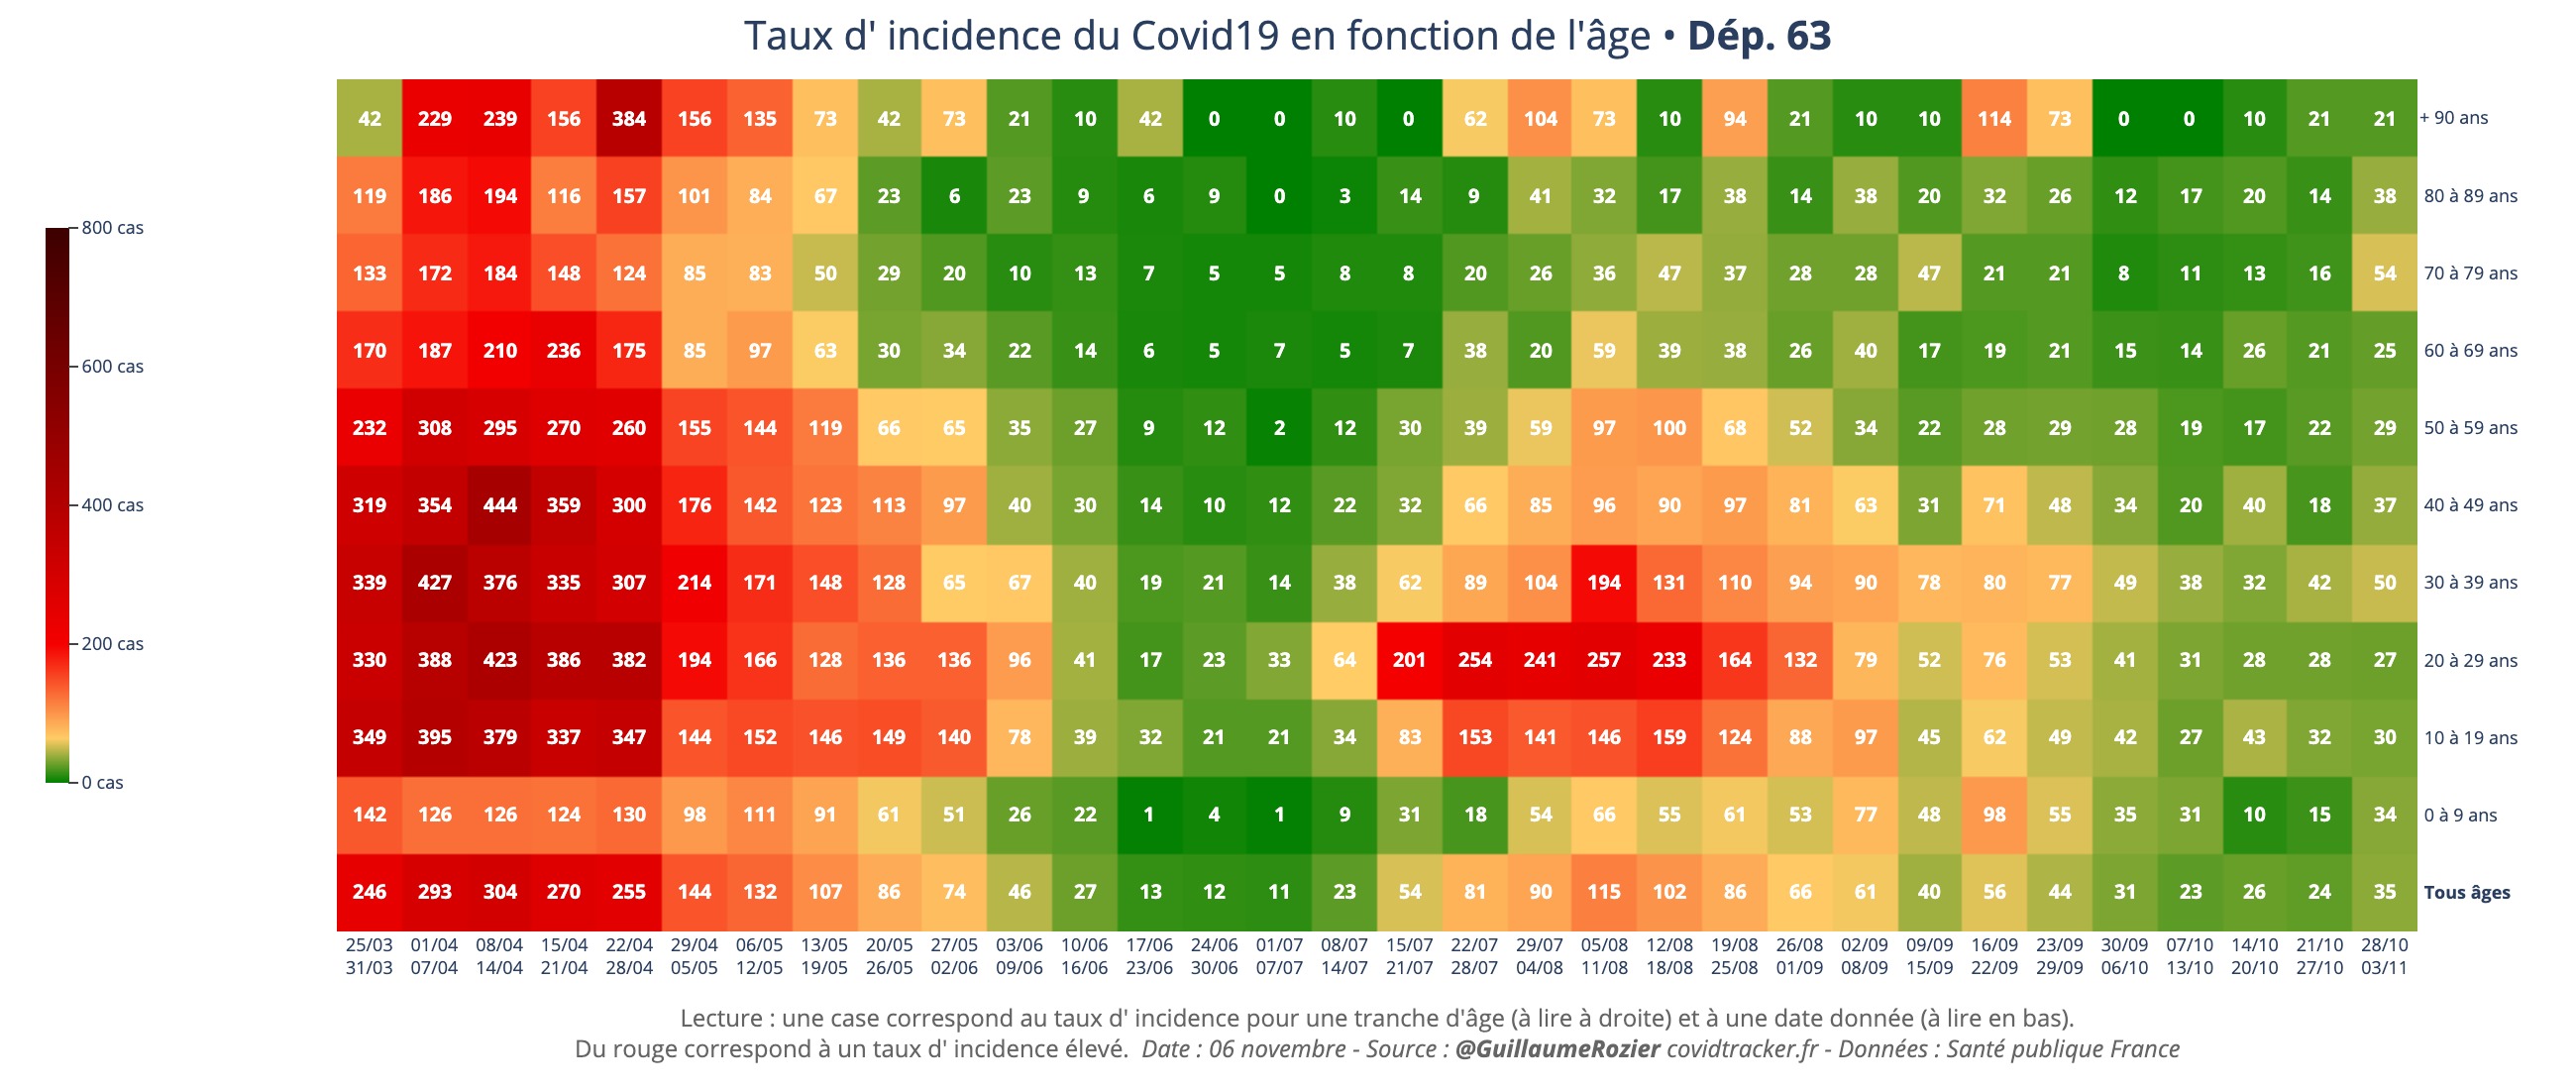 Taux d' incidence du Covid19 en fonction de l'âge • Dép. 63
800 cas
600 cas
400 cas
200 cas
0 cas
42 229 239 156 384 156 135 73 42 73 21 10 42 0 0 10 0 62 104 73 10 94 21 10 10 114 73 0 0 10 21 21 + 90 ans
119 186 194 116 157 101 84 67 23 6 23 9 6 9 0 3 14 9 41 32 17 38 14 38 20 32 26 12 17 20 14 38 80 à 89 ans
133 172 184 148 124 85 83 50 29 20 10 13 7 5 5 8 8 20 26 36 47 37 28 28 47 21 21 8 11 13 16 54 70 à 79 ans
170 187 210 236 175 85 97 63 30 34 22 14 6 5 7 5 7 38 20 59 39 38 26 40 17 19 21 15 14 26 21 25 60 à 69 ans
232 308 295 270 260 155 144 119 66 65 35 27 9 12 2 12 30 39 59 97 100 68 52 34 22 28 29 28 19 17 22 29 50 à 59 ans
319 354 444 359 300 176 142 123 113 97 40 30 14 10 12 22 32 66 85 96 90 97 81 63 31 71 48 34 20 40 18 37 40 à 49 ans
339 427 376 335 307 214 171 148 128 65 67 40 19 21 14 38 62 89 104 194 131 110 94 90 78 80 77 49 38 32 42 50 30 à 39 ans
330 388 423 386 382 194 166 128 136 136 96 41 17 23 33 64 201 254 241 257 233 164 132 79 52 76 53 41 31 28 28 27 20 à 29 ans
349 395 379 337 347 144 152 146 149 140 78 39 32 21 21 34 83 153 141 146 159 124 88 97 45 62 49 42 27 43 32 30 10 à 19 ans
142 126 126 124 130 98 111 91 61 51 26 22 1 4 1 9 31 18 54 66 55 61 53 77 48 98 55 35 31 10 15 34 0 à 9 ans
246 293 304 270 255 144 132 107 86 74 46 27 13 12 11 23 54 81 90 115 102 86 66 61 40 56 44 31 23 26 24 35 Tous âges
25/03 01/04 08/04 15/04 22/04 29/04 06/05 13/05 20/05 27/05 03/06 10/06 17/06 24/06 01/07 08/07 15/07 22/07 29/07 05/08 12/08 19/08 26/08 02/09 09/09 16/09 23/09 30/09 07/10 14/10 21/10 28/10
31/03 07/04 14/04 21/04 28/04 05/05 12/05 19/05 26/05 02/06 09/06 16/06 23/06 30/06 07/07 14/07 21/07 28/07 04/08 11/08 18/08 25/08 01/09 08/09 15/09 22/09 29/09 06/10 13/10 20/10 27/10 03/11
Lecture : une case correspond au taux d' incidence pour une tranche d'âge (à lire à droite) et à une date donnée (à lire en bas).
Du rouge correspond à un taux d' incidence élevé. Date : 06 novembre - Source : @GuillaumeRozier covidtracker.fr - Données : Santé publique France